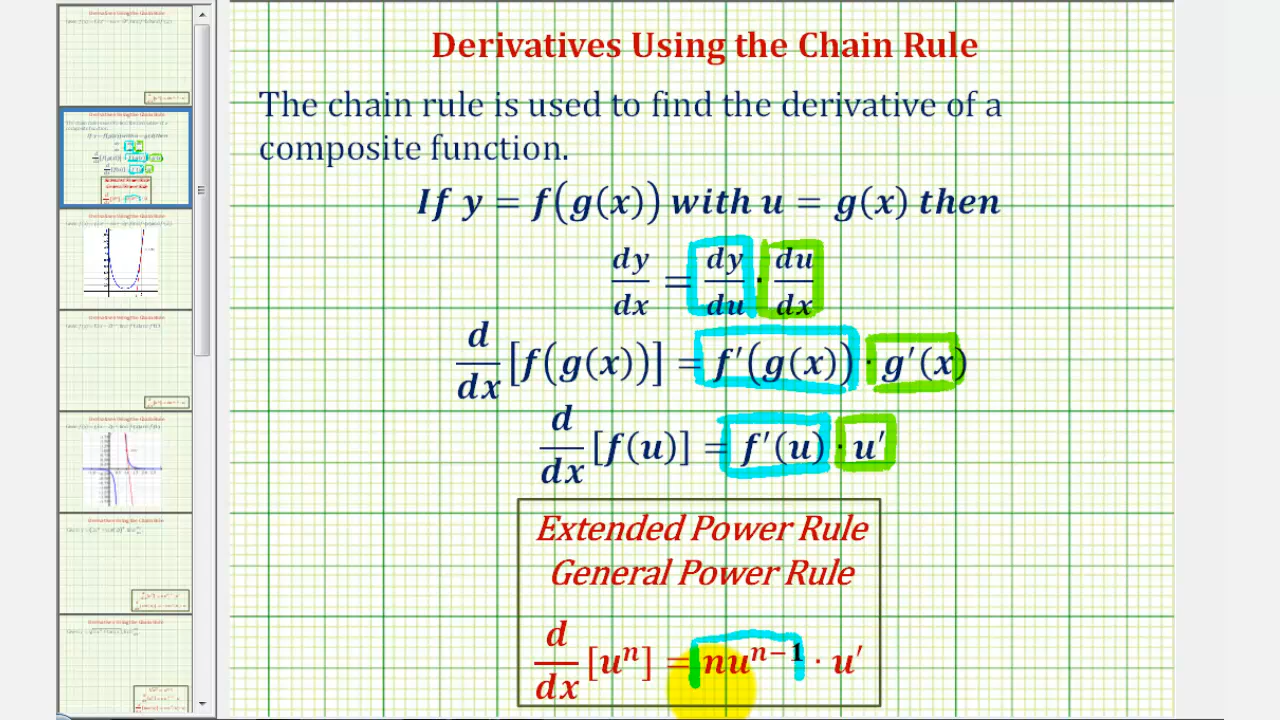 Derivatives Using the Chain Rule
The chain rule is used to find the derivative of a
composite function.
If y = f(g(x)) with u = g(x) then
dy/dx = dy/du · du/dx
d/dx [f(g(x))] = f′(g(x)) · g′(x)
d/dx [f(u)] = f′(u) · u′
Extended Power Rule
General Power Rule
d/dx [uⁿ] = nuⁿ⁻¹ · u′